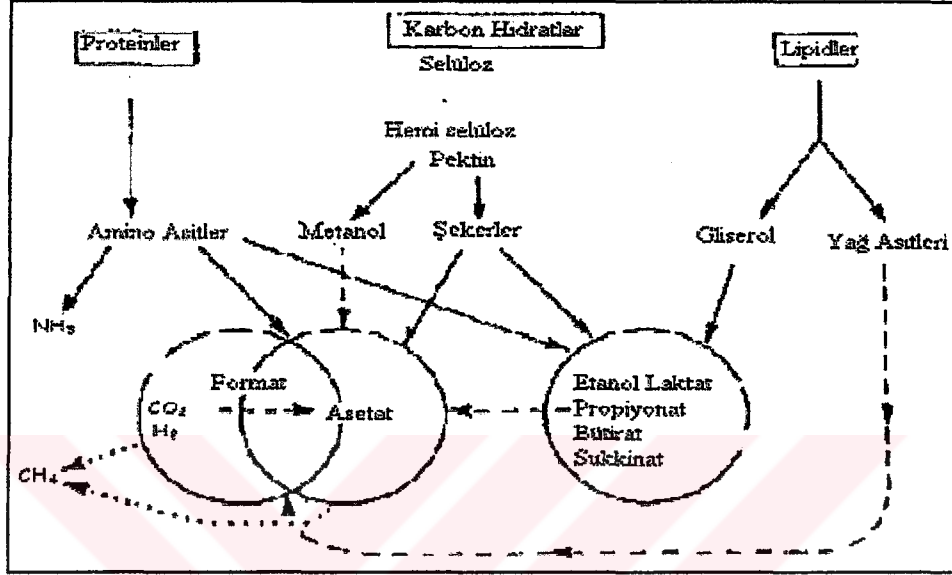 Proteinler
Karbon Hidratlar
Lipidler
Selüloz
Hemi selüloz
Pektin
Amino Asitler
Metanol
Şekerler
Gliserol
Yağ Asitleri
NH₃
Format
CO₂
H₂
Asetat
Etanol Laktat
Propiyonat
Bütirat
Sukkinat
CH₄